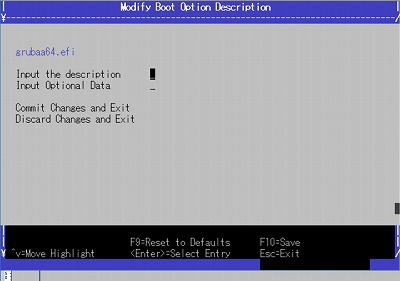 Modify Boot Option Description
grubaa64.efi
Input the description
Input Optional Data _
Commit Changes and Exit
Discard Changes and Exit
F9=Reset to Defaults F10=Save
^v=Move Highlight <Enter>=Select Entry Esc=Exit